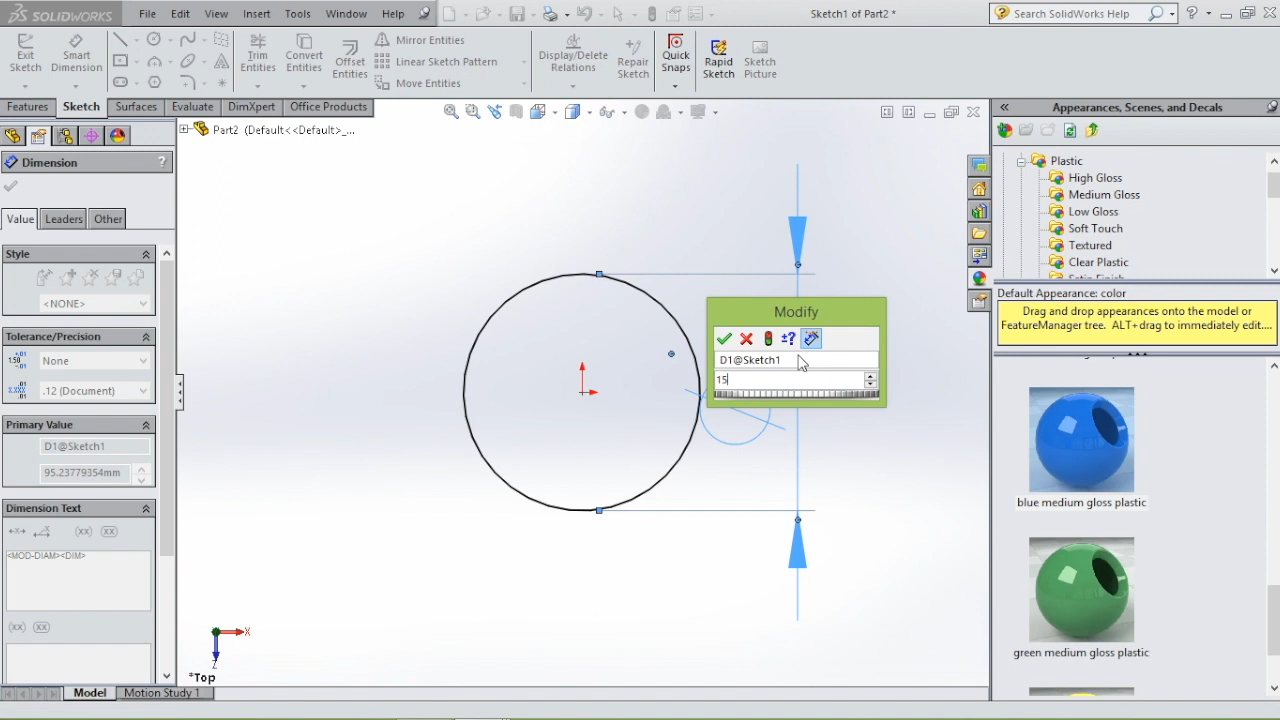 SOLIDWORKS File Edit View Insert Tools Window Help Sketch1 of Part2 * Search SolidWorks Help
Exit Sketch
Smart Dimension
Trim Entities
Convert Entities
Offset Entities
Mirror Entities
Linear Sketch Pattern
Move Entities
Display/Delete Relations
Repair Sketch
Quick Snaps
Rapid Sketch
Sketch Picture
Features Sketch Surfaces Evaluate DimXpert Office Products
Part2 (Default<<Default>_...
Dimension ?
Value Leaders Other
Style
<NONE>
Tolerance/Precision
None
.12 (Document)
Primary Value
D1@Sketch1
95.23779354mm
Dimension Text
<MOD-DIAM><DIM>
Modify
D1@Sketch1
15
X
Z
*Top
Model Motion Study 1
Appearances, Scenes, and Decals
Plastic
High Gloss
Medium Gloss
Low Gloss
Soft Touch
Textured
Clear Plastic
Satin Finish
Default Appearance: color
Drag and drop appearances onto the model or
FeatureManager tree. ALT+drag to immediately edit....
blue medium gloss plastic
green medium gloss plastic